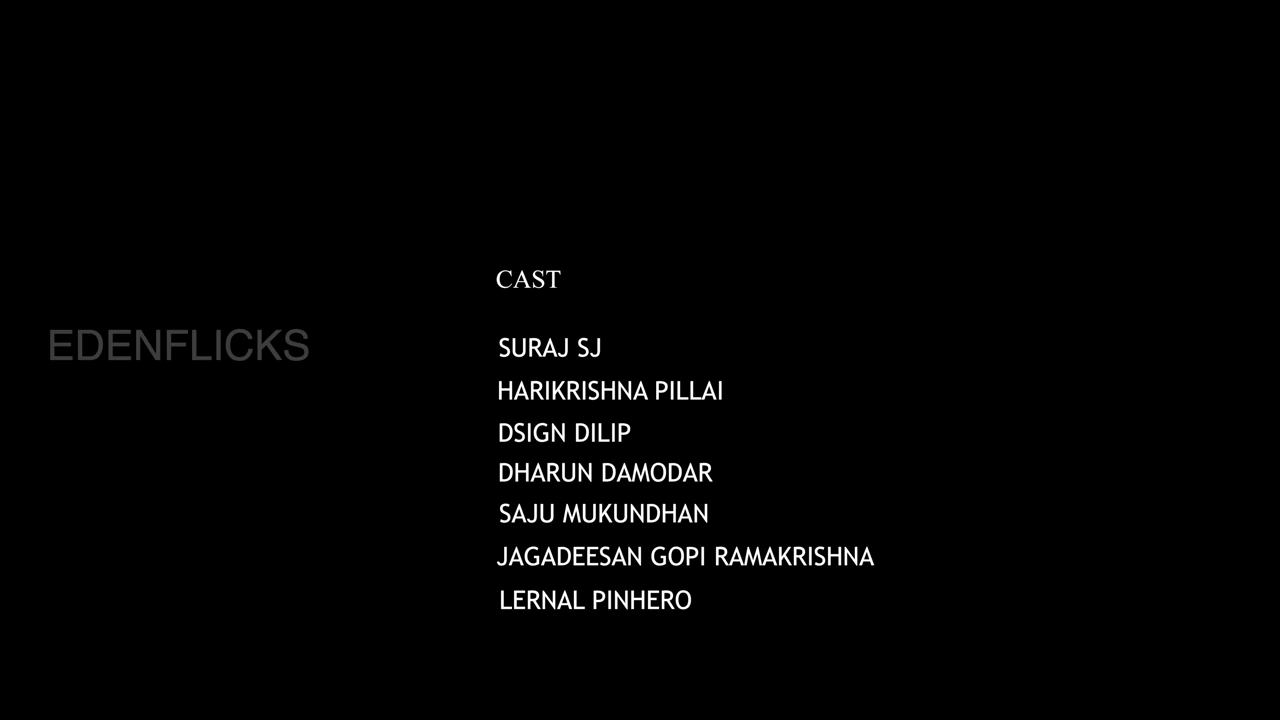 CAST
EDENFLICKS
SURAJ SJ
HARIKRISHNA PILLAI
DSIGN DILIP
DHARUN DAMODAR
SAJU MUKUNDHAN
JAGADEESAN GOPI RAMAKRISHNA
LERNAL PINHERO